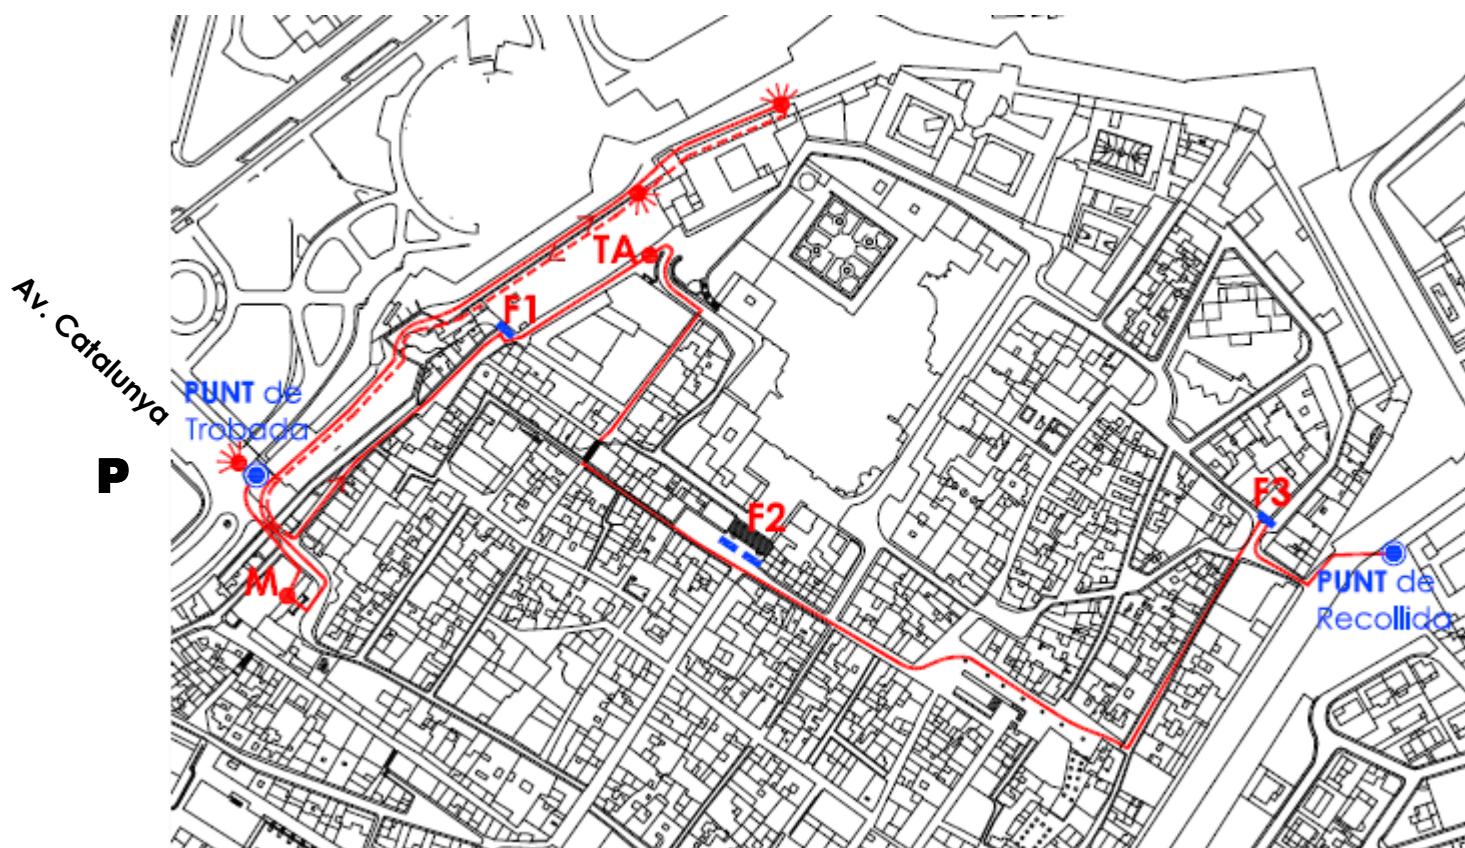 TA
F1
Av. Catalunya
PUNT de
Trobada
P
F3
F2
M
PUNT de
Recollida